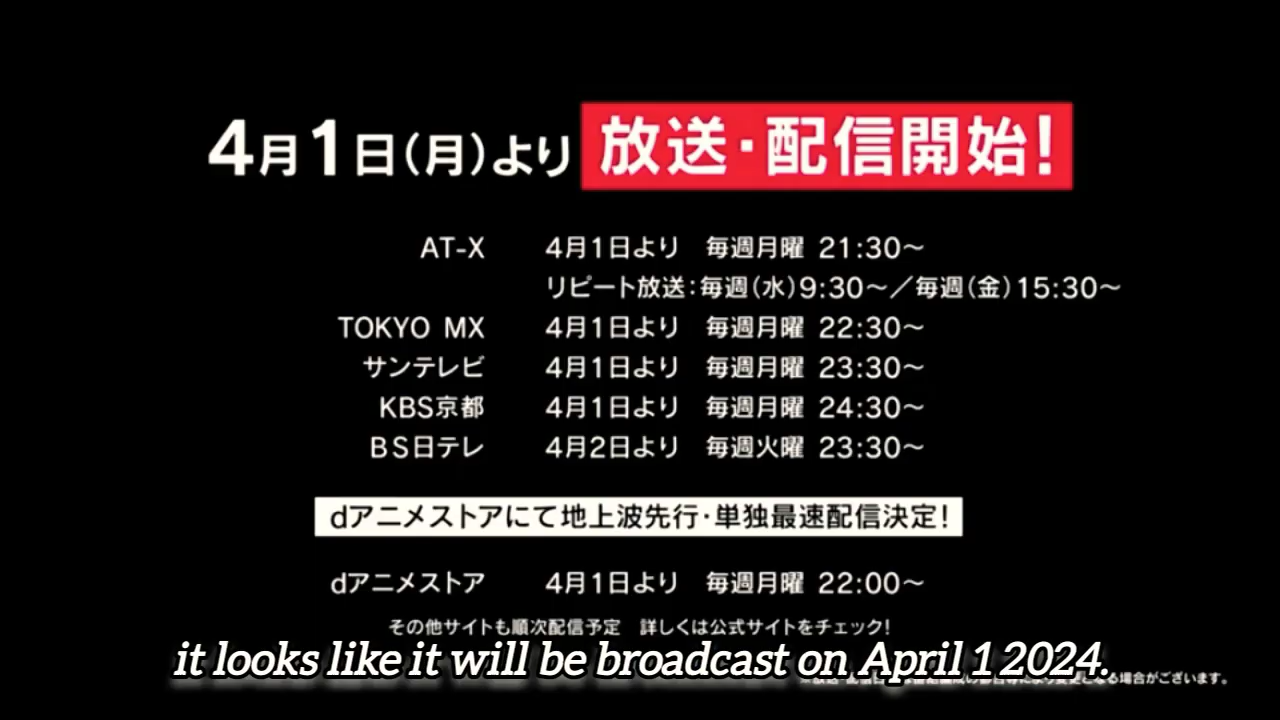 4月1日(月)より 放送・配信開始!
AT-X 4月1日より 毎週月曜 21:30〜
リピート放送:毎週(水)9:30〜/毎週(金)15:30〜
TOKYO MX 4月1日より 毎週月曜 22:30〜
サンテレビ 4月1日より 毎週月曜 23:30〜
KBS京都 4月1日より 毎週月曜 24:30〜
BS日テレ 4月2日より 毎週火曜 23:30〜
dアニメストアにて地上波先行・単独最速配信決定!
dアニメストア 4月1日より 毎週月曜 22:00〜
その他サイトも順次配信予定 詳しくは公式サイトをチェック!
it looks like it will be broadcast on April 1 2024.
場合がございます。